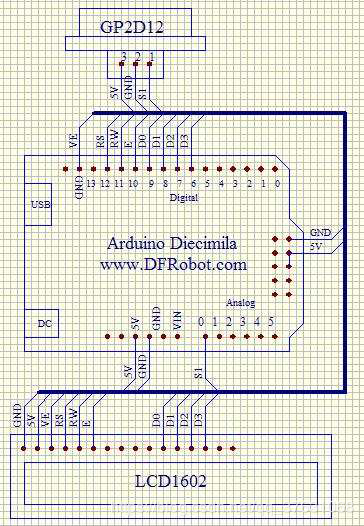 GP2D12
3 2 1
5V GND S1
VE RS RW E D0 D1 D2 D3
GND 13 12 11 10 9 8 7 6 5 4 3 2 1 0
Digital
USB
GND
5V
Arduino Diecimila
www.DFRobot.com
Analog
DC
5V GND VIN 0 1 2 3 4 5
5V GND S1
GND 5V VE RS RW E D0 D1 D2 D3
LCD1602